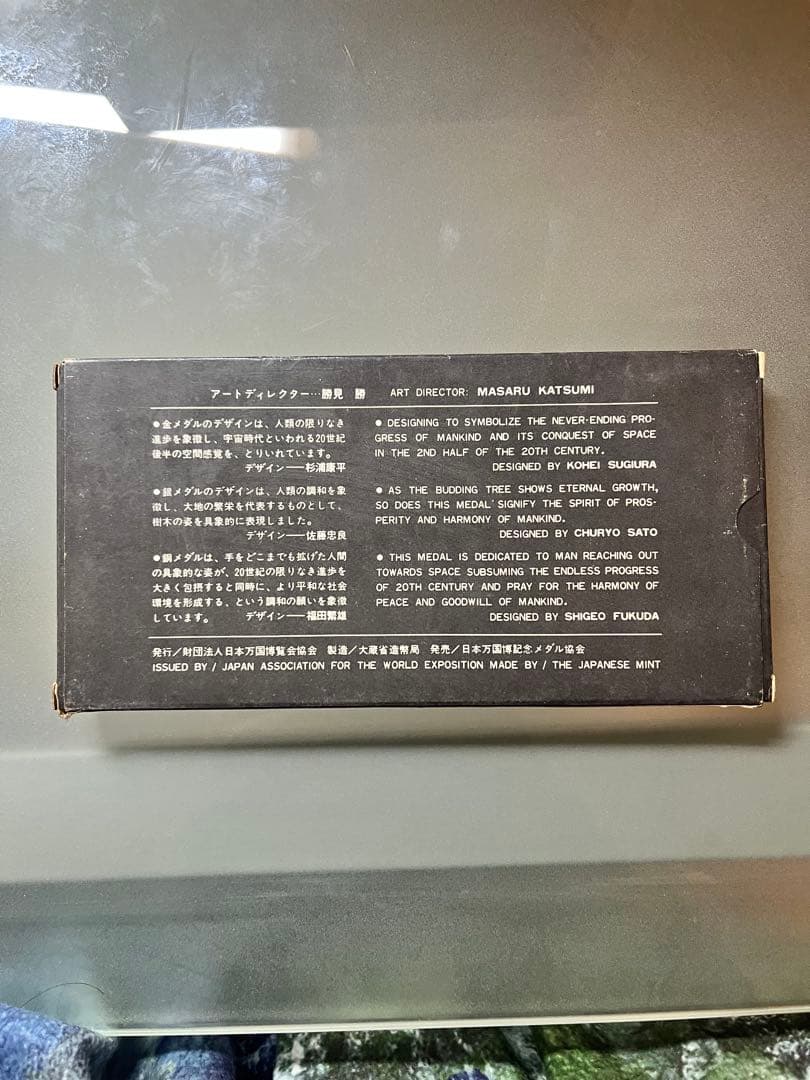 アートディレクター…勝見 勝 ART DIRECTOR: MASARU KATSUMI
●金メダルのデザインは、人類の限りなき
進歩を象徴し、宇宙時代といわれる20世紀
後半の空間感覚を、とりいれています。
デザイン──杉浦康平
● DESIGNING TO SYMBOLIZE THE NEVER-ENDING PRO-
GRESS OF MANKIND AND ITS CONQUEST OF SPACE
IN THE 2ND HALF OF THE 20TH CENTURY.
DESIGNED BY KOHEI SUGIURA
●銀メダルのデザインは、人類の調和を象
徴し、大地の繁栄を代表するものとして、
樹木の姿を具象的に表現しました。
デザイン──佐藤忠良
● AS THE BUDDING TREE SHOWS ETERNAL GROWTH,
SO DOES THIS MEDAL SIGNIFY THE SPIRIT OF PROS-
PERITY AND HARMONY OF MANKIND.
DESIGNED BY CHURYO SATO
●銅メダルは、手をどこまでも拡げた人間
の具象的な姿が、20世紀の限りなき進歩を
大きく包摂すると同時に、より平和な社会
環境を形成する、という調和の願いを象徴
しています。 デザイン──福田繁雄
● THIS MEDAL IS DEDICATED TO MAN REACHING OUT
TOWARDS SPACE SUBSUMING THE ENDLESS PROGRESS
OF 20TH CENTURY AND PRAY FOR THE HARMONY OF
PEACE AND GOODWILL OF MANKIND.
DESIGNED BY SHIGEO FUKUDA
発行/財団法人日本万国博覧会協会 製造/大蔵省造幣局 発売/日本万国博記念メダル協会
ISSUED BY/ JAPAN ASSOCIATION FOR THE WORLD EXPOSITION MADE BY/ THE JAPANESE MINT